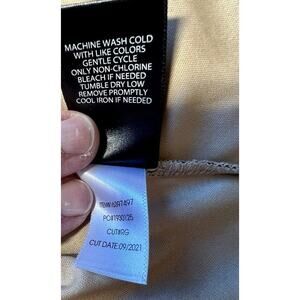 MACHINE WASH COLD
WITH LIKE COLORS
GENTLE CYCLE
ONLY NON-CHLORINE
BLEACH IF NEEDED
TUMBLE DRY LOW
REMOVE PROMPTLY
COOL IRON IF NEEDED
CUT DATE:09/2021